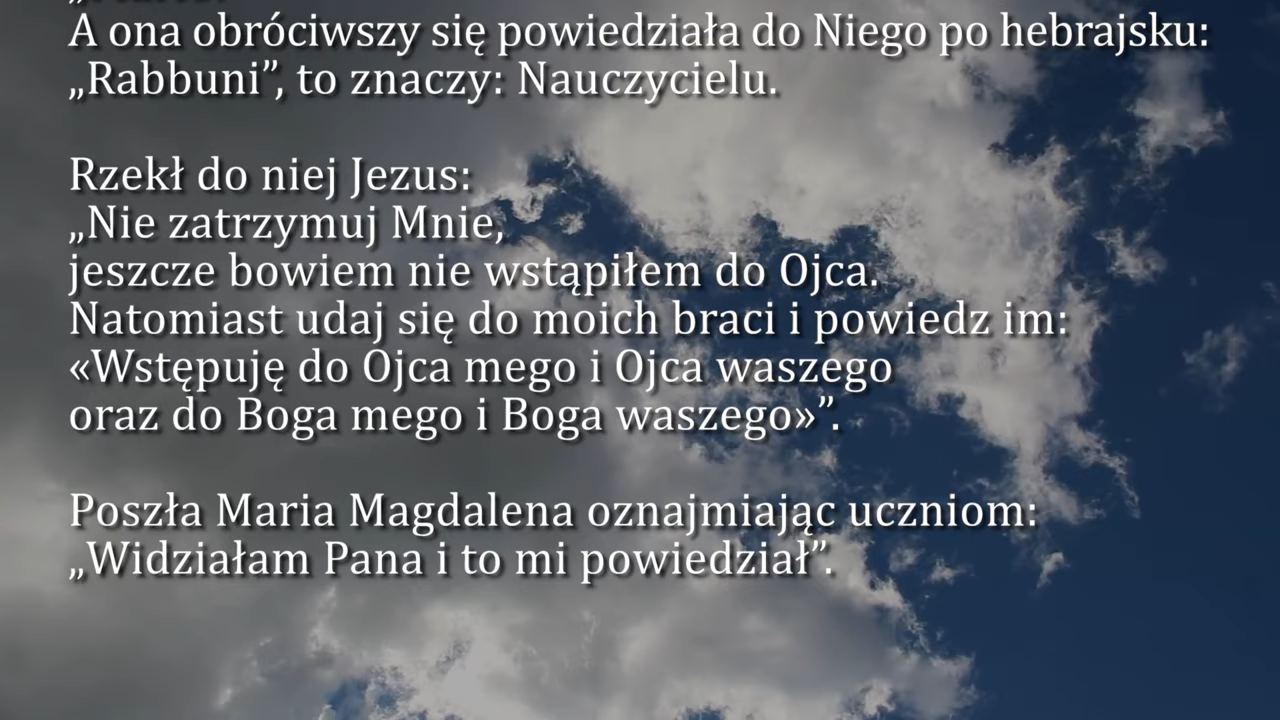 A ona obróciwszy się powiedziała do Niego po hebrajsku:
„Rabbuni”, to znaczy: Nauczycielu.
Rzekł do niej Jezus:
„Nie zatrzymuj Mnie,
jeszcze bowiem nie wstąpiłem do Ojca.
Natomiast udaj się do moich braci i powiedz im:
«Wstępuję do Ojca mego i Ojca waszego
oraz do Boga mego i Boga waszego»”.
Poszła Maria Magdalena oznajmiając uczniom:
„Widziałam Pana i to mi powiedział”.